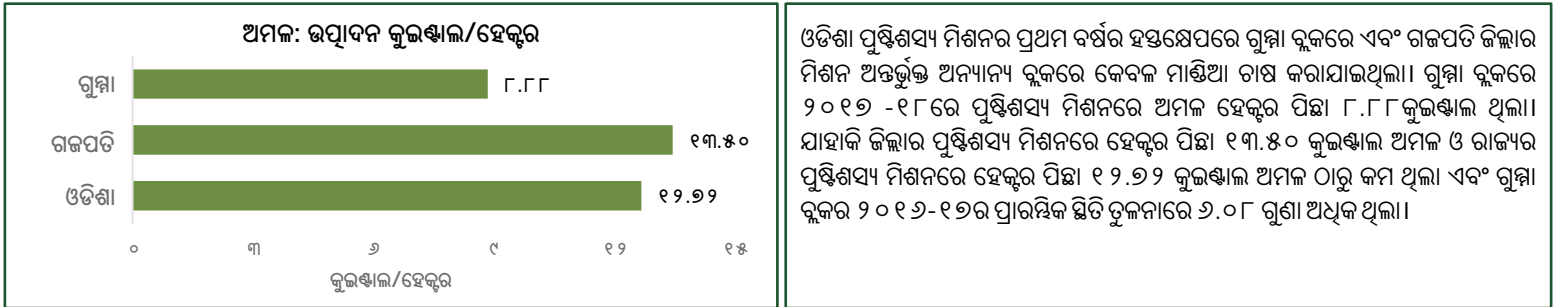 ଅମଳ: ଉତ୍ପାଦନ କୁଇଣ୍ଟାଲ/ହେକ୍ଟର
ଗୁମ୍ମା
୮.୮୮
ଗଜପତି
୧୩.୫୦
ଓଡିଶା
୧୨.୭୨
୦ ୩ ୬ ୯ ୧୨ ୧୫
କୁଇଣ୍ଟାଲ/ହେକ୍ଟର
ଓଡିଶା ପୁଷ୍ଟିଶସ୍ୟ ମିଶନର ପ୍ରଥମ ବର୍ଷର ହସ୍ତକ୍ଷେପରେ ଗୁମ୍ମା ବ୍ଲକରେ ଏବଂ ଗଜପତି ଜିଲ୍ଲାର
ମିଶନ ଅନ୍ତର୍ଭୁକ୍ତ ଅନ୍ୟାନ୍ୟ ବ୍ଲକରେ କେବଳ ମାଣ୍ଡିଆ ଚାଷ କରାଯାଇଥିଲା। ଗୁମ୍ମା ବ୍ଲକରେ
୨୦୧୭ -୧୮ରେ ପୁଷ୍ଟିଶସ୍ୟ ମିଶନରେ ଅମଳ ହେକ୍ଟର ପିଛା ୮.୮୮କୁଇଣ୍ଟାଲ ଥିଲା।
ଯାହାକି ଜିଲ୍ଲାର ପୁଷ୍ଟିଶସ୍ୟ ମିଶନରେ ହେକ୍ଟର ପିଛା ୧୩.୫୦ କୁଇଣ୍ଟାଲ ଅମଳ ଓ ରାଜ୍ୟର
ପୁଷ୍ଟିଶସ୍ୟ ମିଶନରେ ହେକ୍ଟର ପିଛା ୧୨.୭୨ କୁଇଣ୍ଟାଲ ଅମଳ ଠାରୁ କମ ଥିଲା ଏବଂ ଗୁମ୍ମା
ବ୍ଲକର ୨୦୧୬-୧୭ର ପ୍ରାରମ୍ଭିକ ସ୍ଥିତି ତୁଳନାରେ ୬.୦୮ ଗୁଣା ଅଧିକ ଥିଲା।